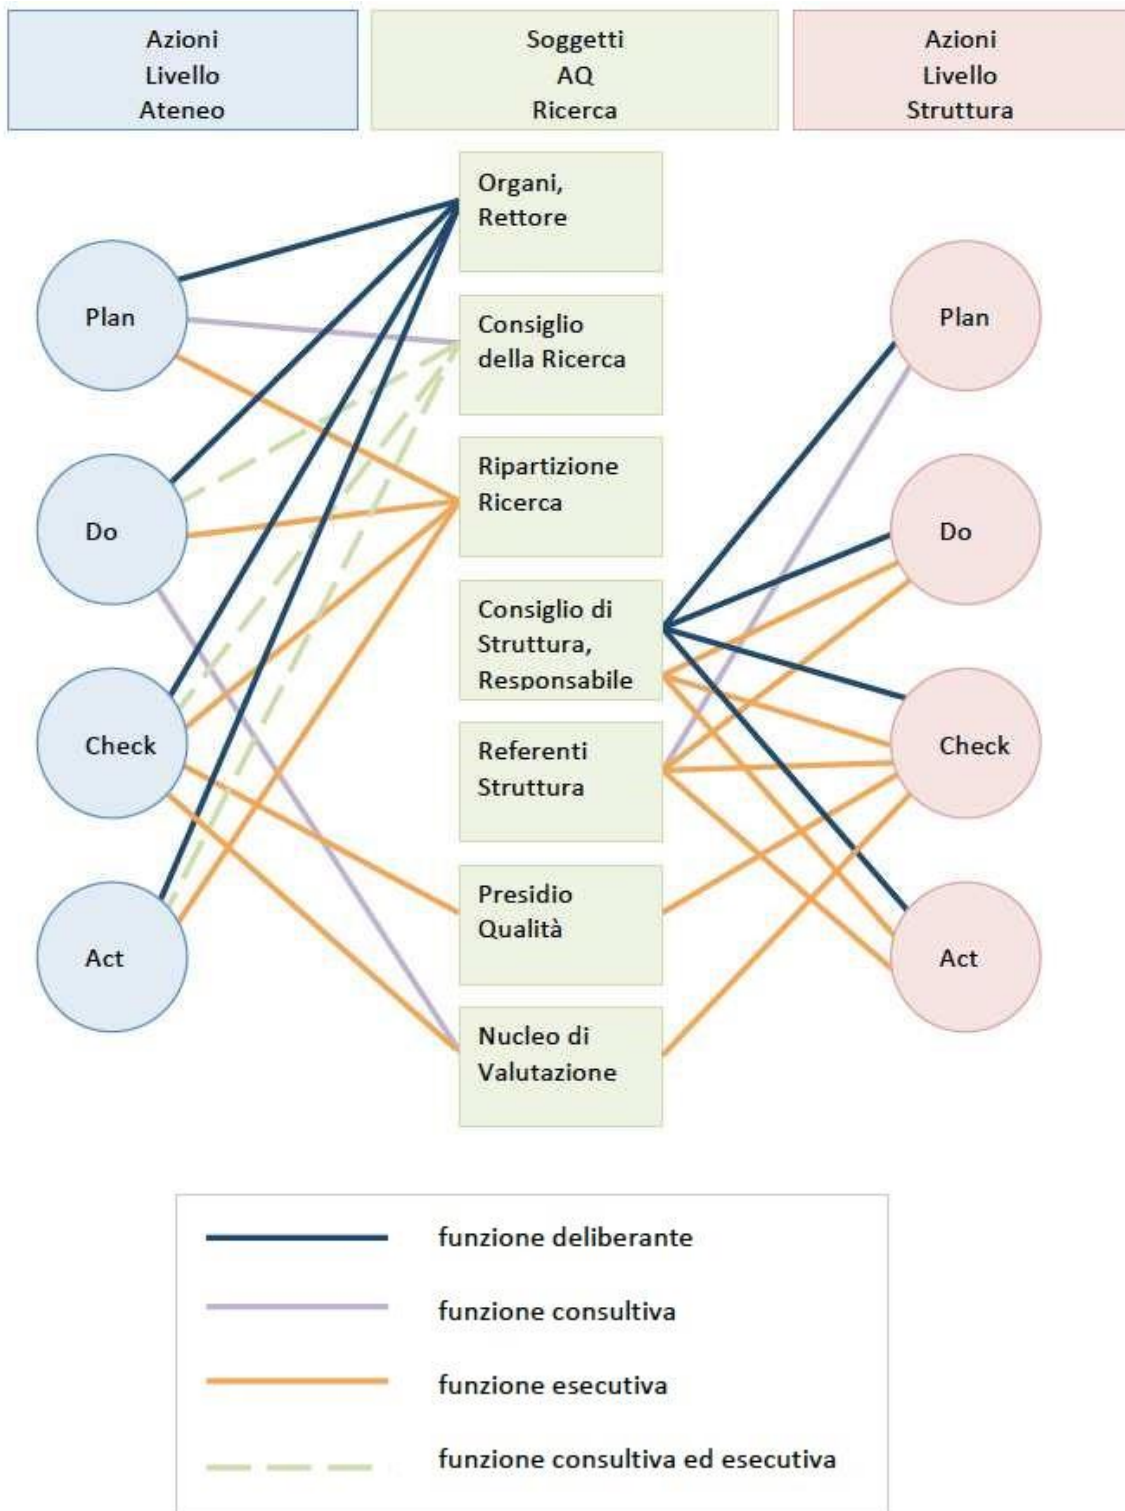 Azioni
Livello
Ateneo
Soggetti
AQ
Ricerca
Azioni
Livello
Struttura
Organi,
Rettore
Plan
Consiglio
della Ricerca
Plan
Ripartizione
Ricerca
Do
Do
Consiglio di
Struttura,
Responsabile
Check
Referenti
Struttura
Check
Presidio
Qualità
Act
Act
Nucleo di
Valutazione
funzione deliberante
funzione consultiva
funzione esecutiva
funzione consultiva ed esecutiva